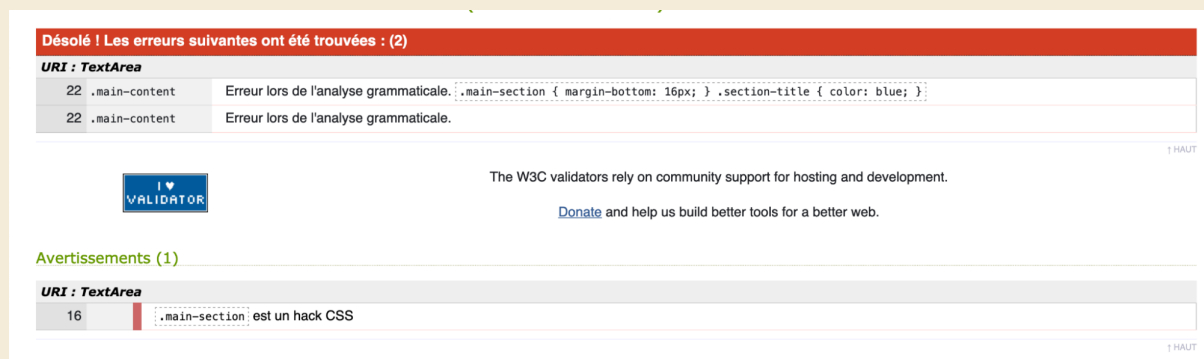 Désolé ! Les erreurs suivantes ont été trouvées : (2)
URI : TextArea
22 .main-content Erreur lors de l'analyse grammaticale. .main-section { margin-bottom: 16px; } .section-title { color: blue; }
22 .main-content Erreur lors de l'analyse grammaticale.
↑ HAUT
I ♥
VALIDATOR
The W3C validators rely on community support for hosting and development.
Donate and help us build better tools for a better web.
Avertissements (1)
URI : TextArea
16 .main-section est un hack CSS
↑ HAUT